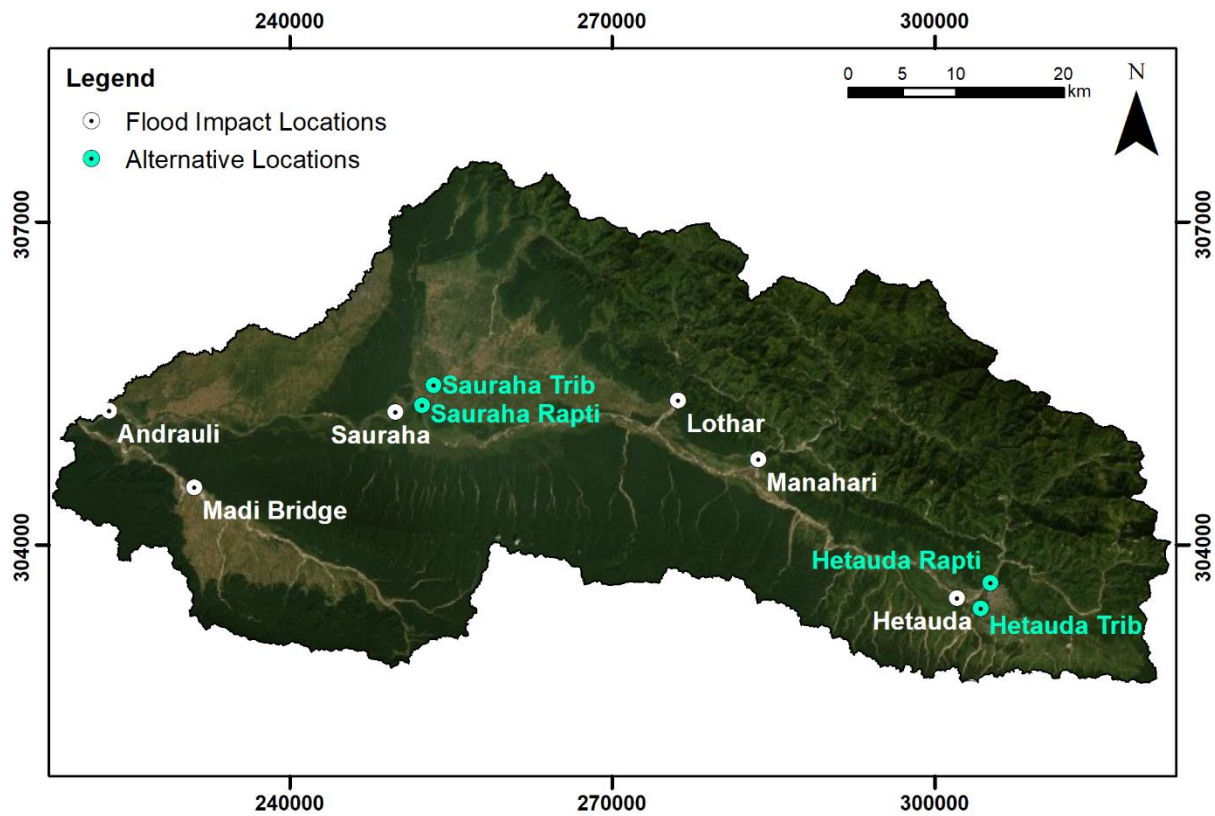 240000 270000 300000
Legend
Flood Impact Locations
Alternative Locations
0 5 10 20
km
N
307000 307000
Sauraha Trib
Sauraha Rapti
Andrauli
Sauraha
Lothar
Manahari
Madi Bridge
304000 304000
Hetauda Rapti
Hetauda
Hetauda Trib
240000 270000 300000